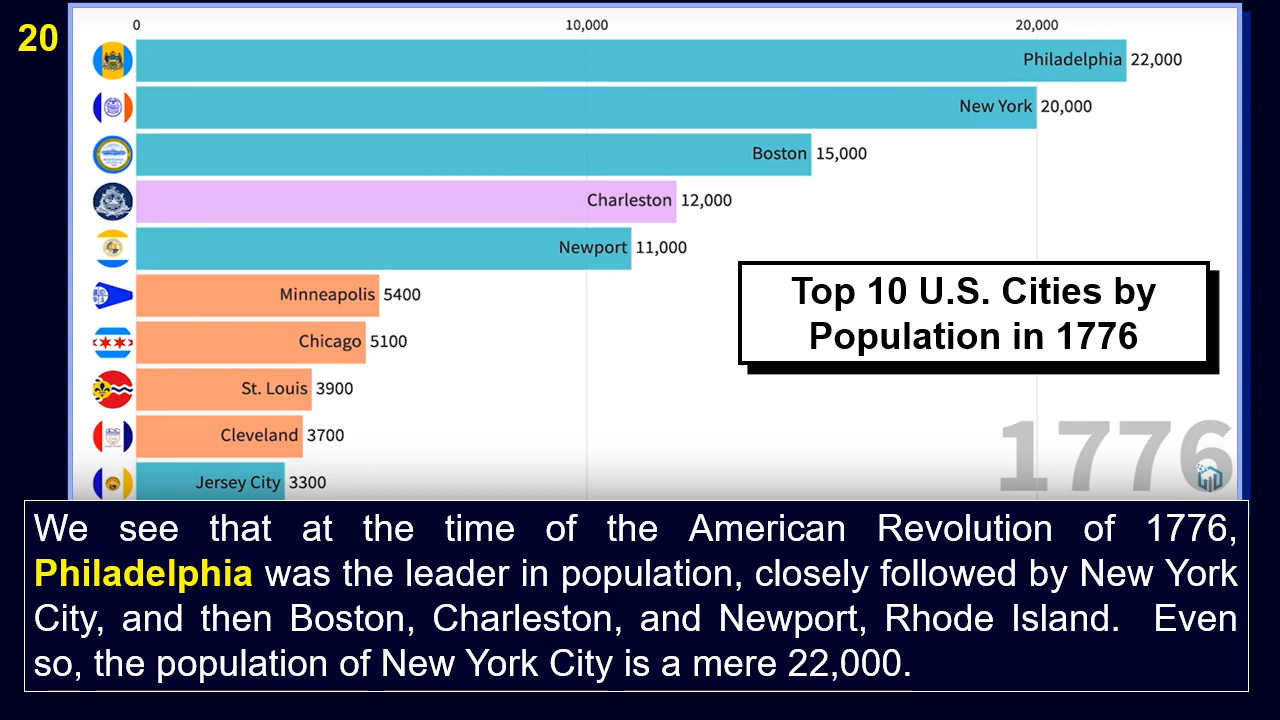 20
0 10,000 20,000
Philadelphia 22,000
New York 20,000
Boston 15,000
Charleston 12,000
Newport 11,000
Minneapolis 5400
Chicago 5100
St. Louis 3900
Cleveland 3700
Jersey City 3300
Top 10 U.S. Cities by
Population in 1776
1776
We see that at the time of the American Revolution of 1776,
Philadelphia was the leader in population, closely followed by New York
City, and then Boston, Charleston, and Newport, Rhode Island. Even
so, the population of New York City is a mere 22,000.